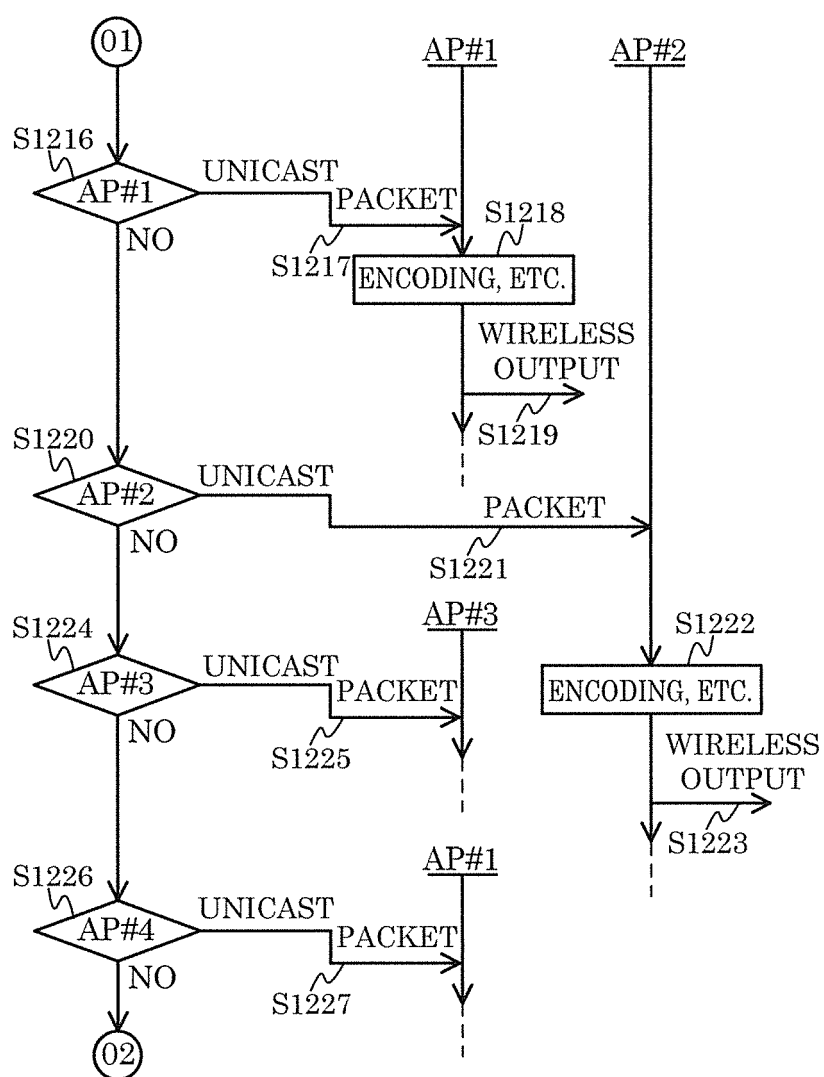 01
AP#1
AP#2
S1216
AP#1
UNICAST
PACKET
S1217
NO
S1218
ENCODING, ETC.
WIRELESS
OUTPUT
S1219
S1220
AP#2
UNICAST
PACKET
S1221
NO
AP#3
S1222
ENCODING, ETC.
S1224
AP#3
UNICAST
PACKET
S1225
NO
WIRELESS
OUTPUT
S1223
AP#1
S1226
AP#4
UNICAST
PACKET
S1227
NO
02